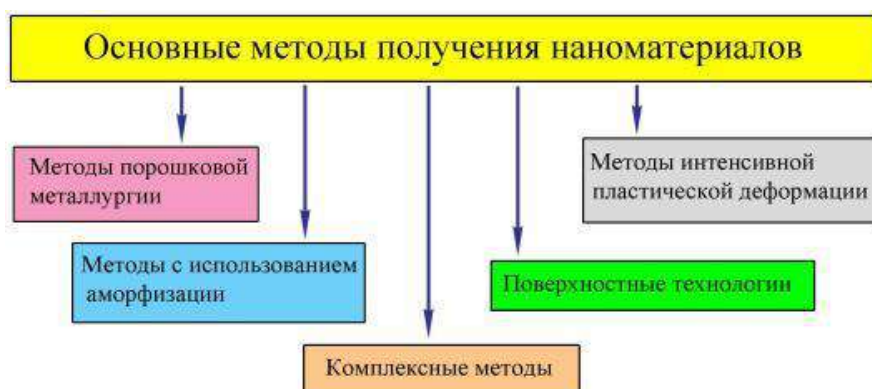 Основные методы получения наноматериалов
Методы порошковой
металлургии
Методы интенсивной
пластической деформации
Методы с использованием
аморфизации
Поверхностные технологии
Комплексные методы